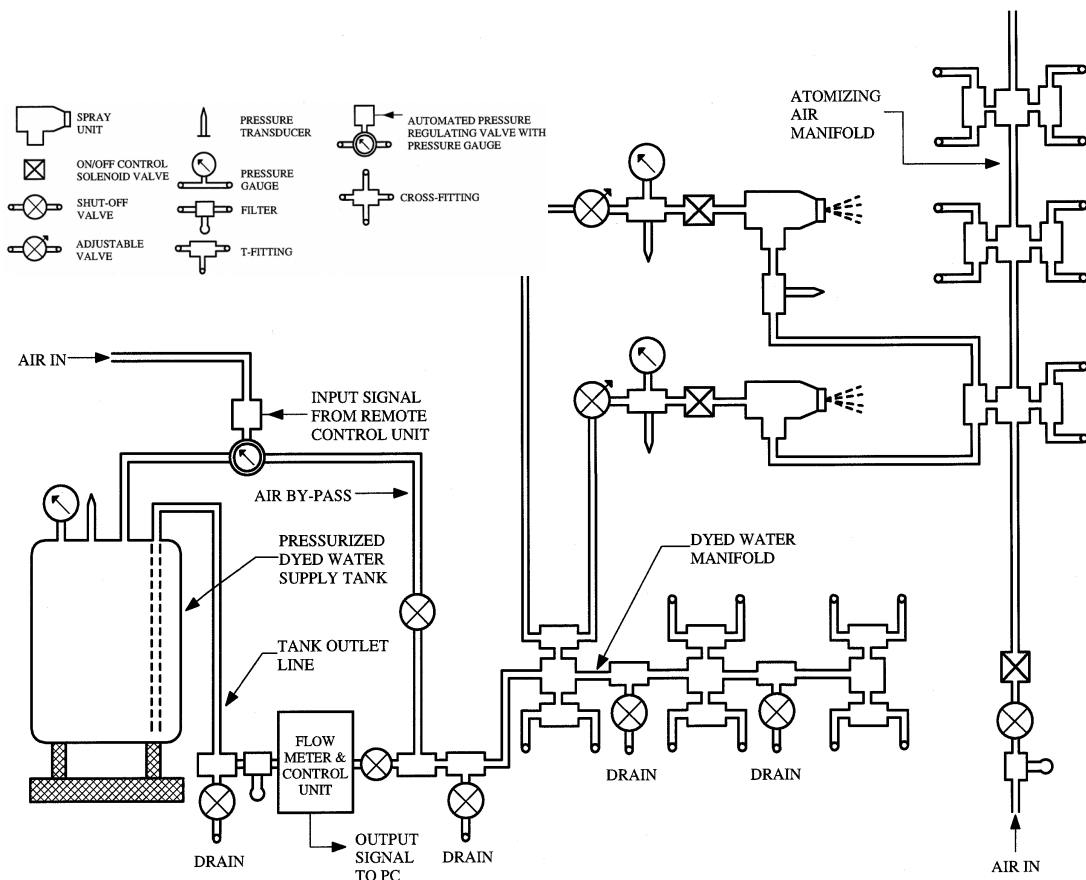 SPRAY
UNIT
ON/OFF CONTROL
SOLENOID VALVE
SHUT-OFF
VALVE
ADJUSTABLE
VALVE
PRESSURE
TRANSDUCER
PRESSURE
GAUGE
FILTER
T-FITTING
AUTOMATED PRESSURE
REGULATING VALVE WITH
PRESSURE GAUGE
CROSS-FITTING
ATOMIZING
AIR
MANIFOLD
AIR IN
INPUT SIGNAL
FROM REMOTE
CONTROL UNIT
AIR BY-PASS
PRESSURIZED
DYED WATER
SUPPLY TANK
DYED WATER
MANIFOLD
TANK OUTLET
LINE
FLOW
METER &
CONTROL
UNIT
DRAIN
OUTPUT
SIGNAL
TO PC
DRAIN
DRAIN
DRAIN
AIR IN